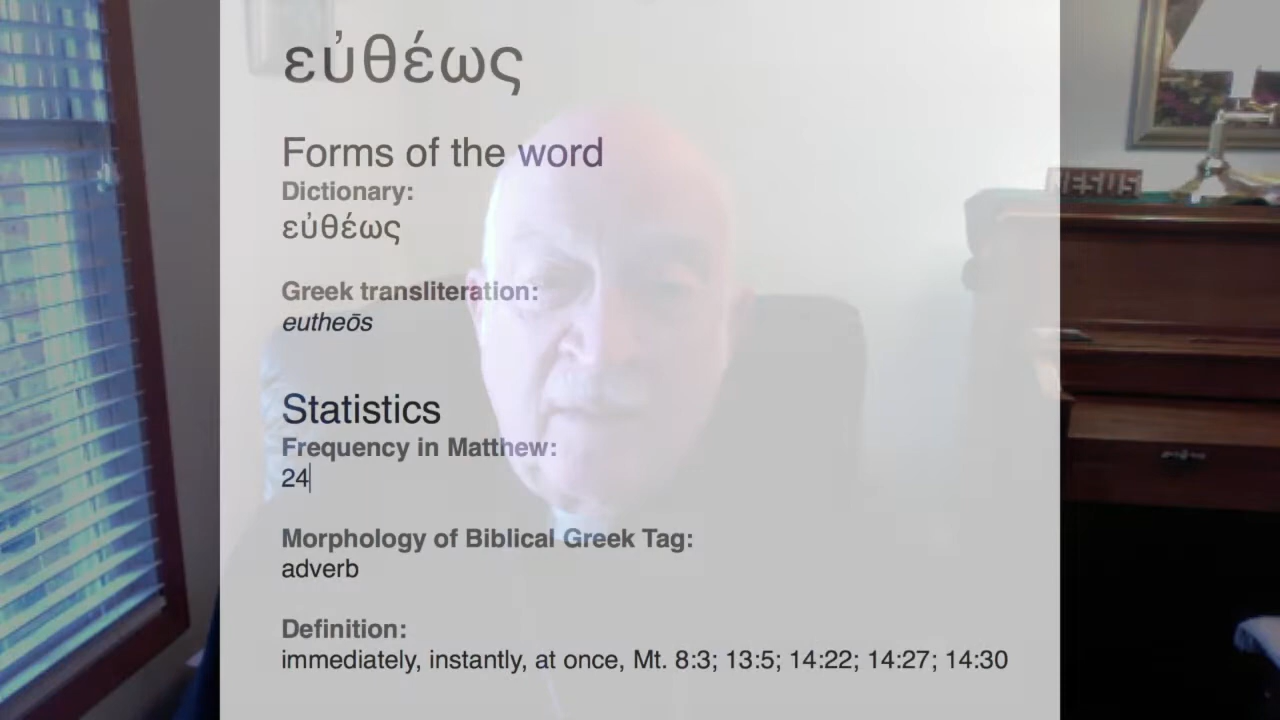 εὐθέως
Forms of the word
Dictionary:
εὐθέως
Greek transliteration:
eutheōs
JESUS
Statistics
Frequency in Matthew:
24
Morphology of Biblical Greek Tag:
adverb
Definition:
immediately, instantly, at once, Mt. 8:3; 13:5; 14:22; 14:27; 14:30